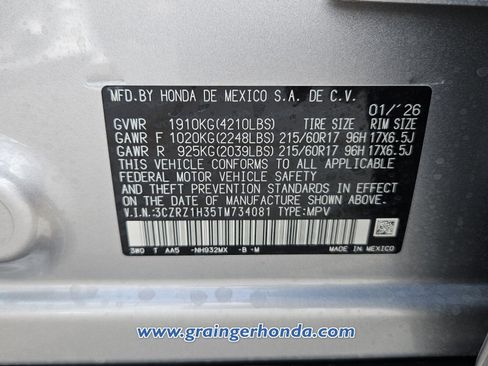 MFD.BY HONDA DE MEXICO S.A. DE C.V.
01/'26
GVWR 1910KG(4210LBS) TIRE SIZE RIM SIZE
GAWR F 1020KG(2248LBS) 215/60R17 96H 17X6.5J
GAWR R 925KG(2039LBS) 215/60R17 96H 17X6.5J
THIS VEHICLE CONFORMS TO ALL APPLICABLE
FEDERAL MOTOR VEHICLE SAFETY AND THEFT
PREVENTION STANDARDS IN EFFECT ON THE DATE
OF MANUFACTURE SHOWN ABOVE.
V.I.N.:3CZRZ1H35TM734081 TYPE:MPV
3W0 T AA5 -NH932MX -B -M MADE IN MEXICO
www.graingerhonda.com